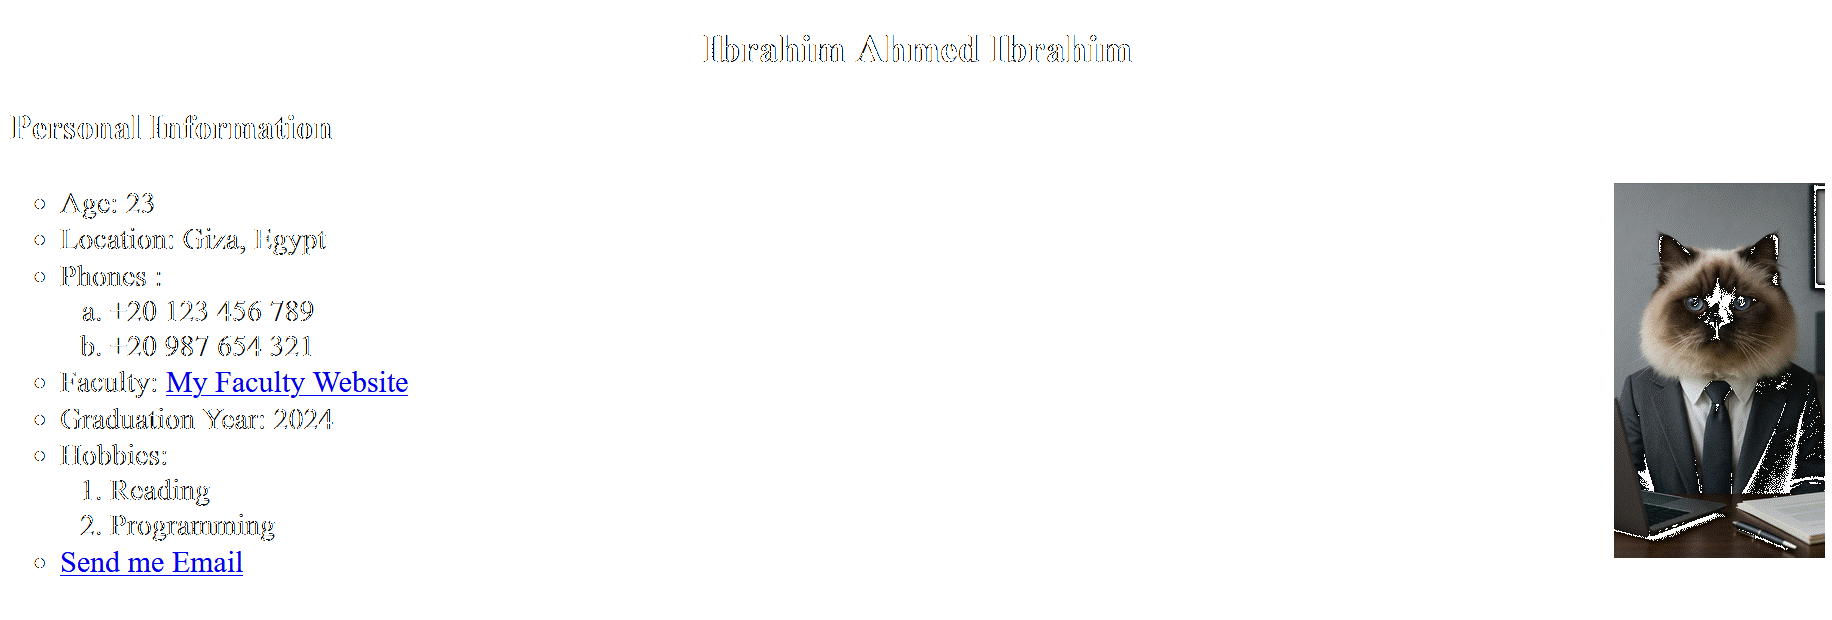 Ibrahim Ahmed Ibrahim
Personal Information
Age: 23
Location: Giza, Egypt
Phones :
a. +20 123 456 789
b. +20 987 654 321
Faculty: My Faculty Website
Graduation Year: 2024
Hobbies:
1. Reading
2. Programming
Send me Email